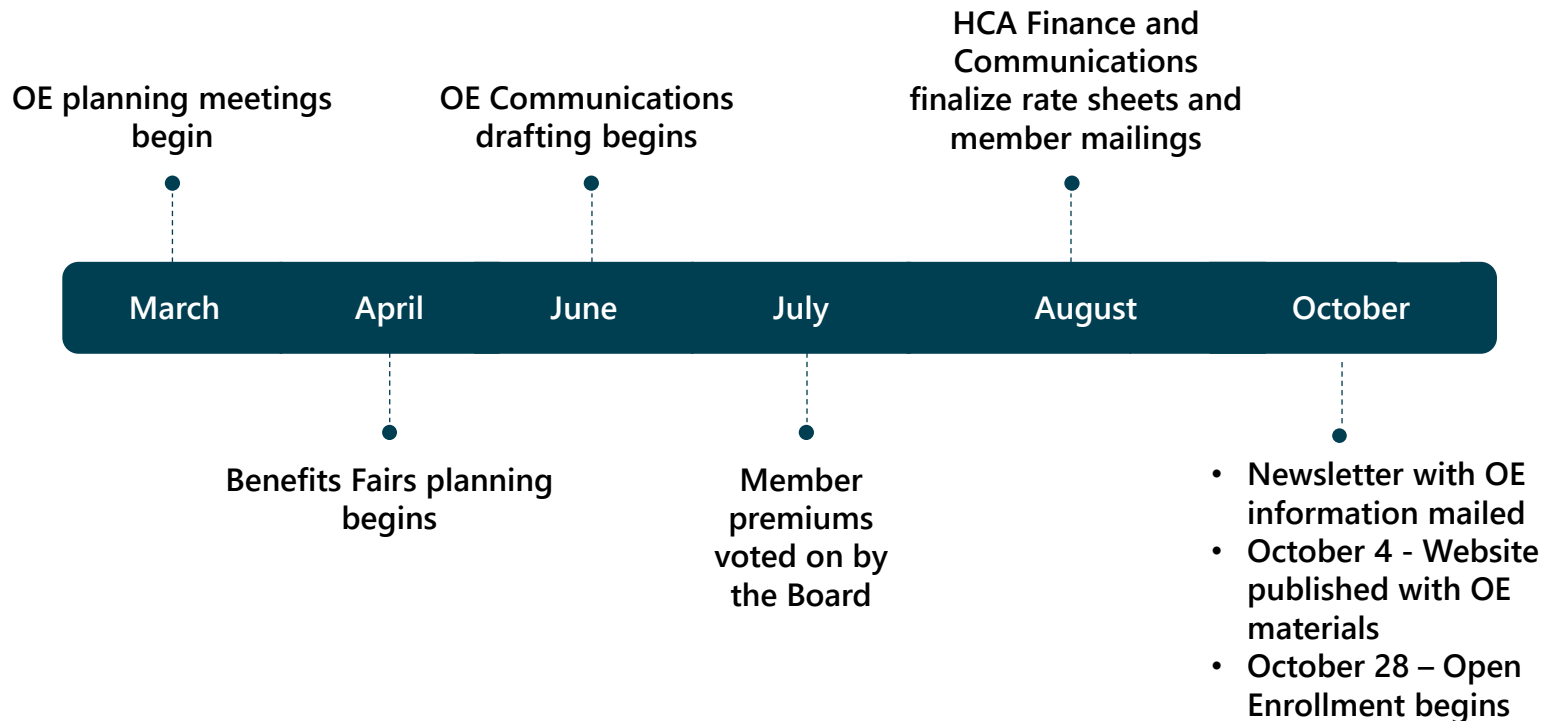 HCA Finance and
Communications
finalize rate sheets and
member mailings
OE planning meetings
begin
OE Communications
drafting begins
March
April
June
July
August
October
Benefits Fairs planning
begins
Member
premiums
voted on by
the Board
• Newsletter with OE
information mailed
• October 4 - Website
published with OE
materials
• October 28 – Open
Enrollment begins